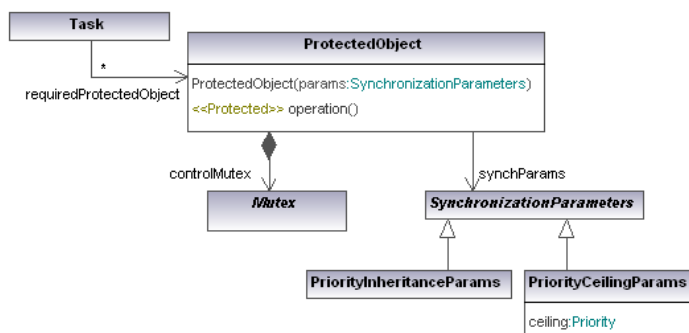 Task
ProtectedObject
*
requiredProtectedObject
ProtectedObject(params:SynchronizationParameters)
<<Protected>> operation()
controlMutex
synchParams
Mutex
SynchronizationParameters
PriorityInheritanceParams
PriorityCeilingParams
ceiling:Priority